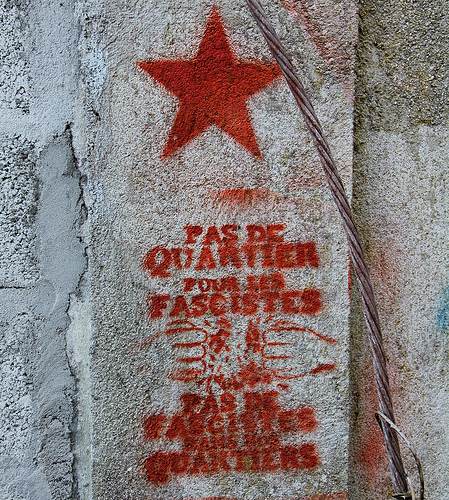 PAS DE
QUARTIER
POUR LES
FASCISTES
PAS DE
FASCISTES
QUARTIERS